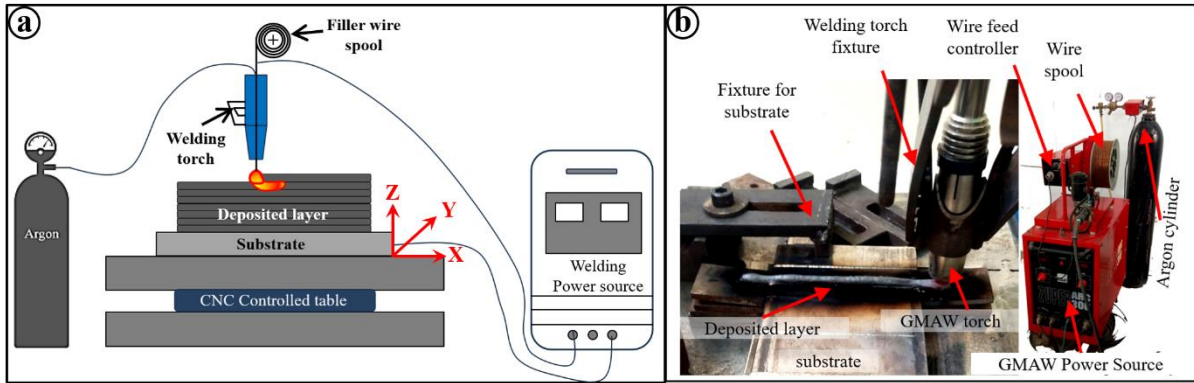 a
Filler wire
spool
Welding
torch
Argon
Deposited layer
Substrate
Z
Y
X
CNC Controlled table
Welding
Power source
b
Welding torch
fixture
Wire feed
controller
Wire
spool
Fixture for
substrate
Argon cylinder
Deposited layer
GMAW torch
substrate
GMAW Power Source